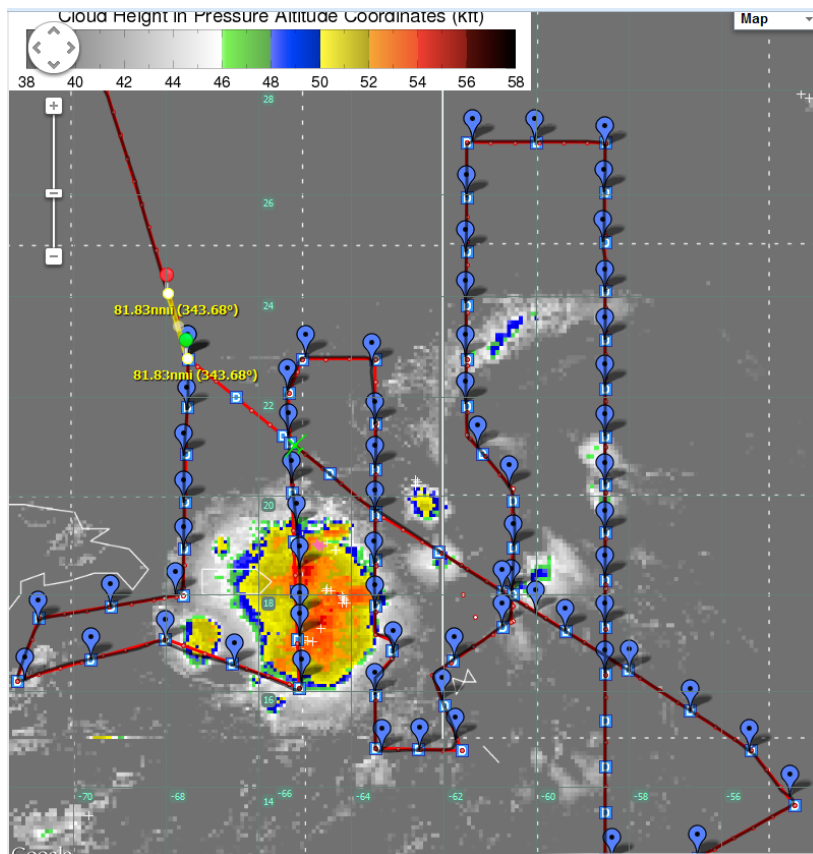 Cloud Height in Pressure Altitude Coordinates (kft)
Map
38 40 42 44 46 48 50 52 54 56 58
28
26
24
81.83nmi (343.68°)
81.83nmi (343.68°)
22
20
18
16
-70 -68 -66 -64 -62 -60 -58 -56
14
Google